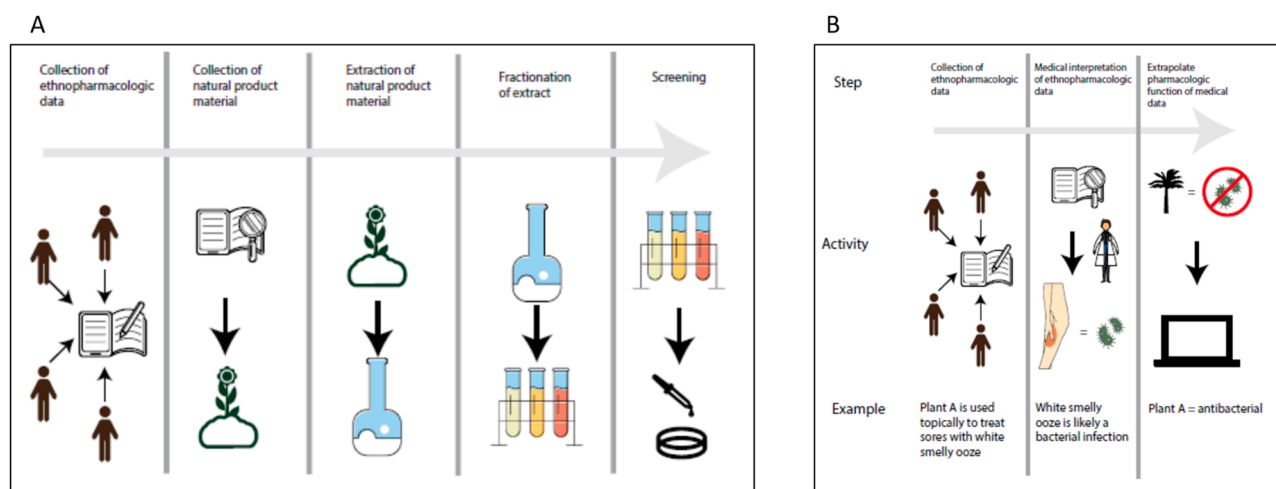 A
Collection of
ethnopharmacologic
data
Collection of
natural product
material
Extraction of
natural product
material
Fractionation
of extract
Screening
B
Step
Collection of
ethnopharmacologic
data
Medical interpretation
of ethnopharmacologic
data
Extrapolate
pharmacologic
function of medical
data
Activity
=
=
Example
Plant A is used
topically to treat
sores with white
smelly ooze
White smelly
ooze is likely a
bacterial infection
Plant A = antibacterial